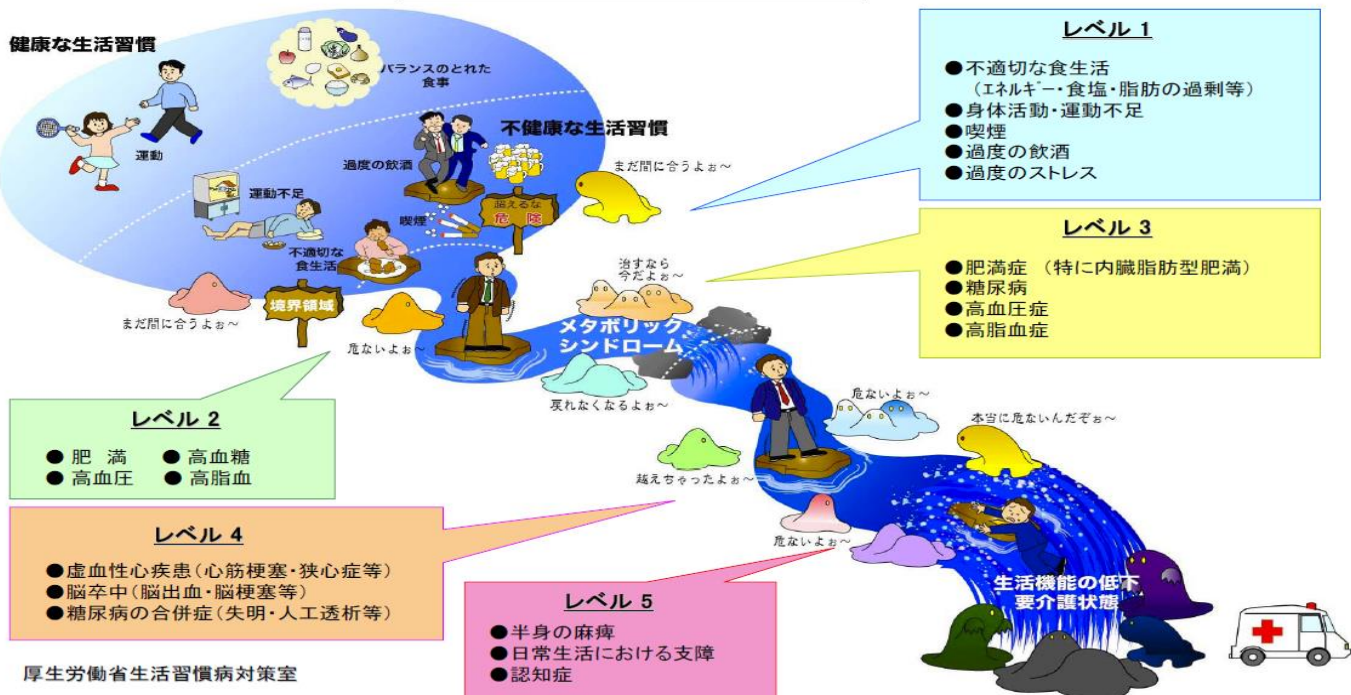 健康な生活習慣
バランスのとれた
食事
運動
不健康な生活習慣
過度の飲酒
まだ間に合うよぉ~
運動不足
喫煙
超えるな
危険
不適切な
食生活
まだ間に合うよぉ~
境界領域
危ないよぉ~
治すなら
今だよぉ~
メタボリック
シンドローム
戻れなくなるよぉ~
危ないよぉ~
越えちゃったよぉ~
本当に危ないんだぞぉ~
危ないよぉ~
生活機能の低下
要介護状態
レベル 1
●不適切な食生活
(エネルギー・食塩・脂肪の過剰等)
●身体活動・運動不足
●喫煙
●過度の飲酒
●過度のストレス
レベル 2
● 肥 満 ● 高血糖
● 高血圧 ● 高脂血
レベル 3
●肥満症 (特に内臓脂肪型肥満)
●糖尿病
●高血圧症
●高脂血症
レベル 4
●虚血性心疾患(心筋梗塞・狭心症等)
●脳卒中(脳出血・脳梗塞等)
●糖尿病の合併症(失明・人工透析等)
レベル 5
●半身の麻痺
●日常生活における支障
●認知症
厚生労働省生活習慣病対策室